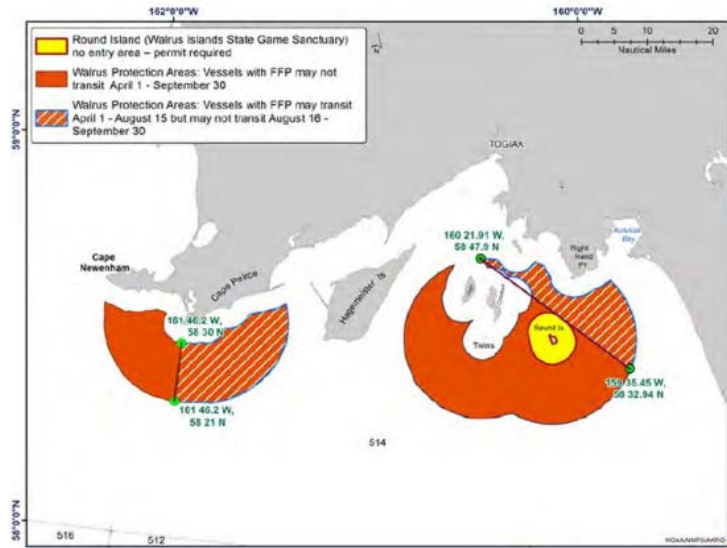 162°0'0"W
160°0'0"W
Round Island (Walrus Islands State Game Sanctuary)
no entry area – permit required
Walrus Protection Areas: Vessels with FFP may not
transit April 1 - September 30
Walrus Protection Areas: Vessels with FFP may transit
April 1 - August 15 but may not transit August 16 -
September 30
0 5 10 20
Nautical Miles
59°0'0"N
TOGIAK
160 21.91 W,
58 47.9 N
Right
Hand
Pt
Kulukak
Bay
Cape
Newenham
Cape Peirce
Hagemeister Is
161 46.2 W,
58 30 N
Round Is
Twins
159 35.45 W,
58 32.94 N
161 46.2 W,
58 21 N
514
58°0'0"N
516
512
NOAA/NMFS/AKRO